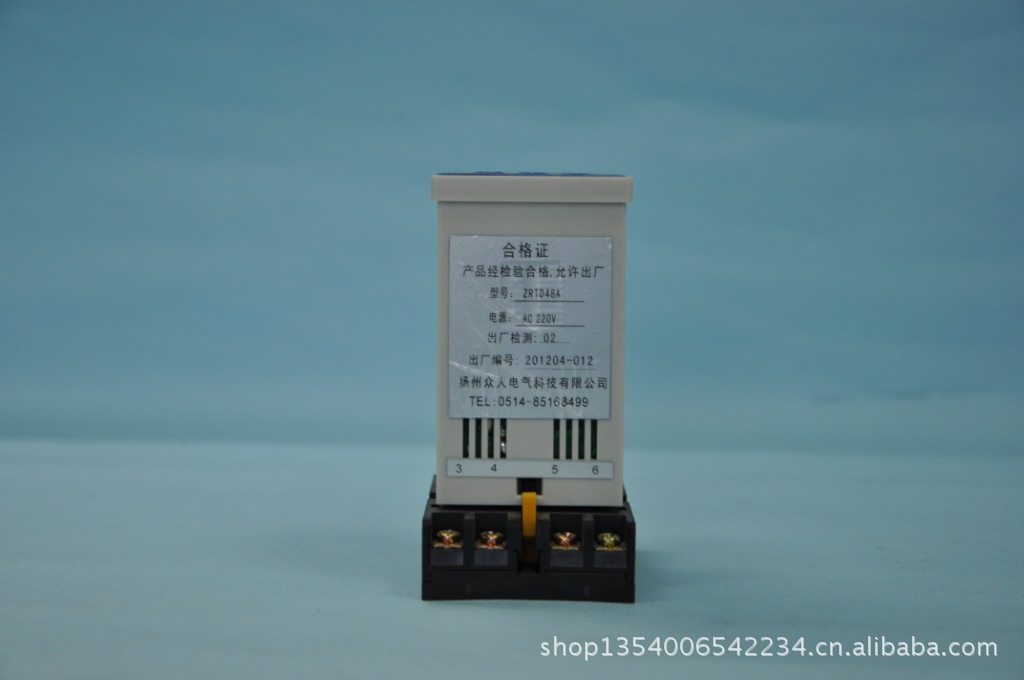 合格证
产品经检验合格.允许出厂
型号: ZRTD48A
电源: AC 220V
出厂检测: 02
出厂编号: 201204-012
扬州众人电气科技有限公司
TEL:0514-85168499
3 4 5 6
shop1354006542234.cn.alibaba.com